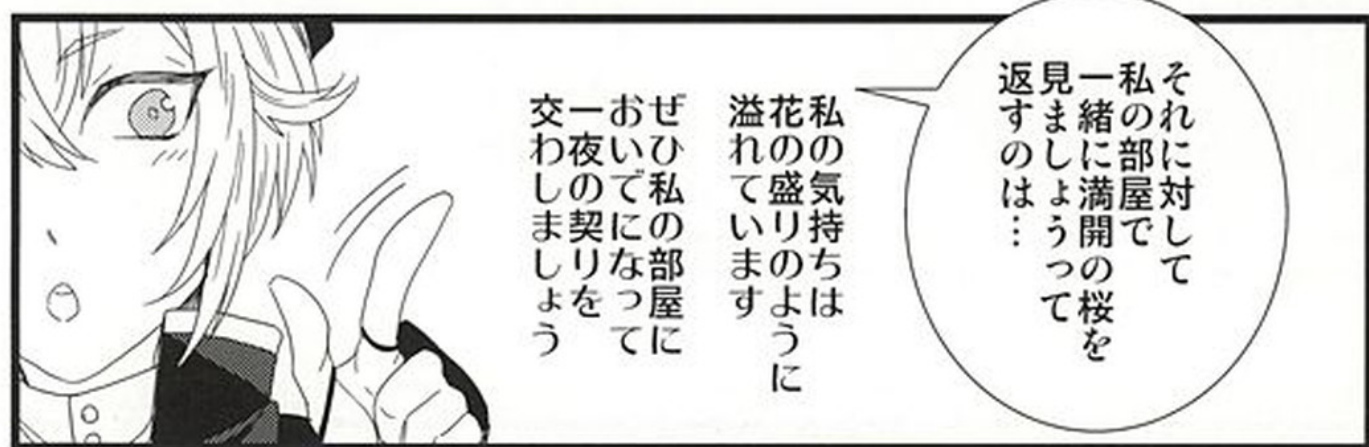 それに対して
私の部屋で
一緒に満開の桜を
見ましょうって
返すのは…
私の気持ちは
花の盛りのように
溢れています
ぜひ私の部屋に
おいでになって
一夜の契りを
交わしましょう